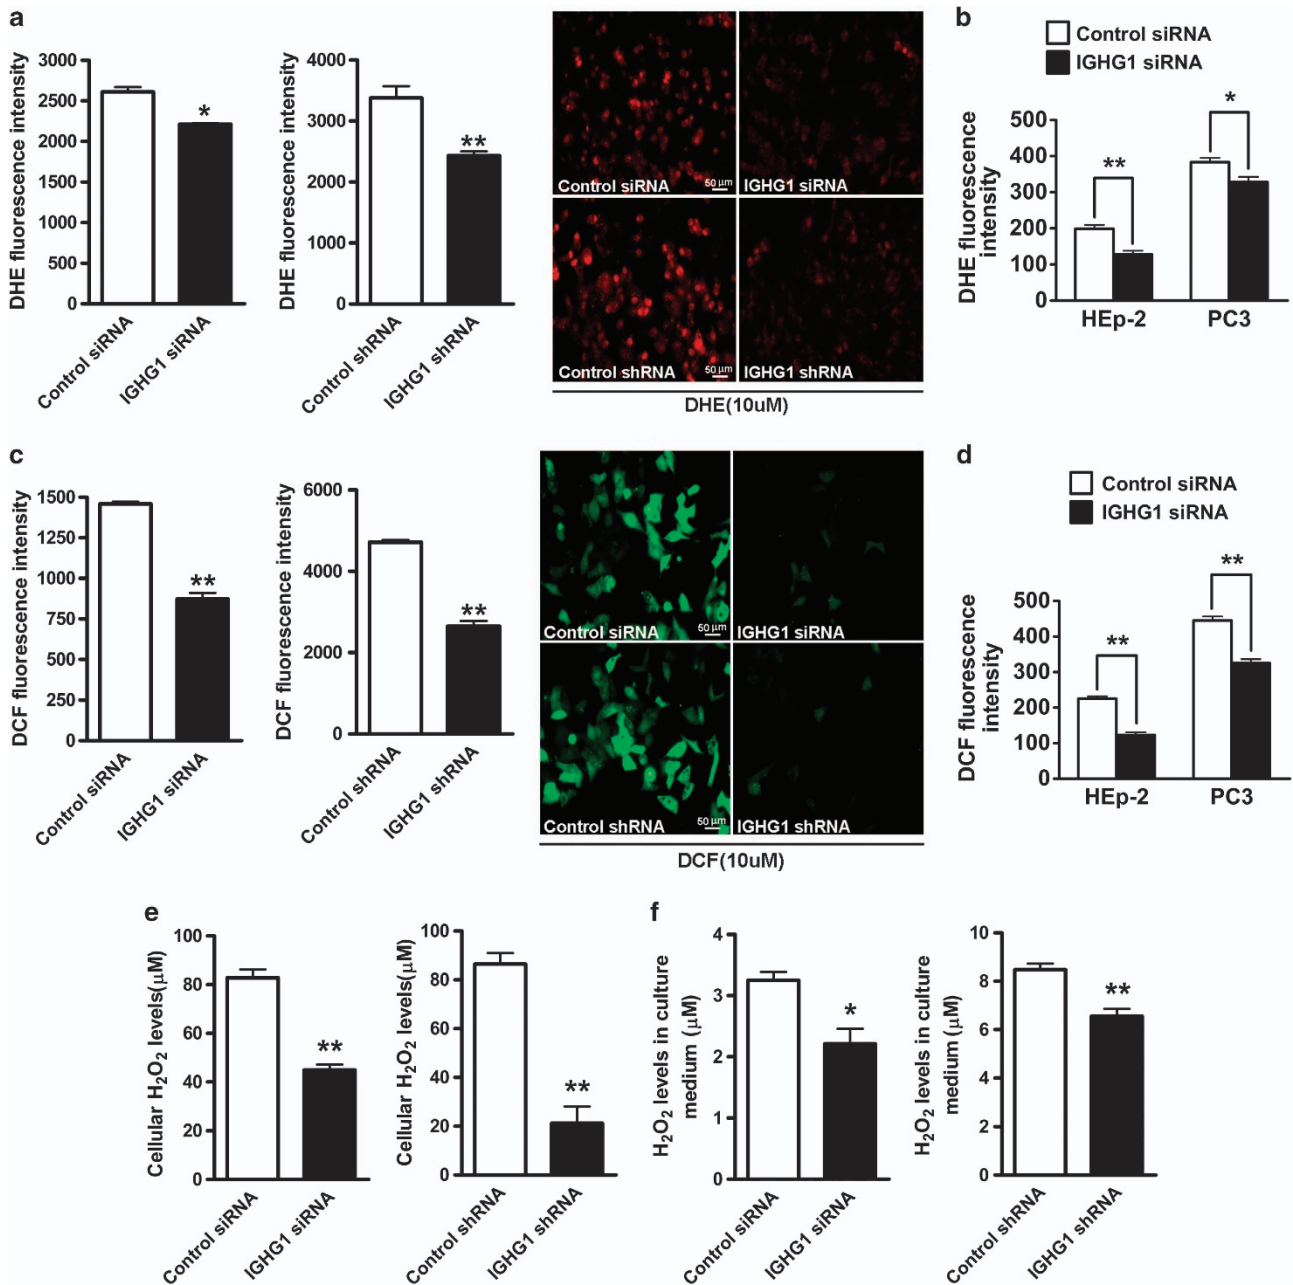 a
DHE fluorescence intensity
3000
2500
2000
1500
1000
500
0
*
Control siRNA
IGHG1 siRNA
DHE fluorescence intensity
4000
3000
2000
1000
0
**
Control shRNA
IGHG1 shRNA
Control siRNA
50 μm
IGHG1 siRNA
Control shRNA
50 μm
IGHG1 shRNA
DHE(10uM)
b
Control siRNA
IGHG1 siRNA
DHE fluorescence
intensity
500
400
300
200
100
0
**
*
HEp-2
PC3
c
DCF fluorescence intensity
1500
1250
1000
750
500
250
0
**
Control siRNA
IGHG1 siRNA
DCF fluorescence intensity
6000
4000
2000
0
**
Control shRNA
IGHG1 shRNA
Control siRNA
50 μm
IGHG1 siRNA
Control shRNA
50 μm
IGHG1 shRNA
DCF(10uM)
d
Control siRNA
IGHG1 siRNA
DCF fluorescence
intensity
500
400
300
200
100
0
**
**
HEp-2
PC3
e
Cellular H₂O₂ levels(μM)
100
80
60
40
20
0
**
Control siRNA
IGHG1 siRNA
Cellular H₂O₂ levels(μM)
100
80
60
40
20
0
**
Control shRNA
IGHG1 shRNA
f
H₂O₂ levels in culture
medium (μM)
4
3
2
1
0
*
Control siRNA
IGHG1 siRNA
H₂O₂ levels in culture
medium (μM)
10
8
6
4
2
0
**
Control shRNA
IGHG1 shRNA